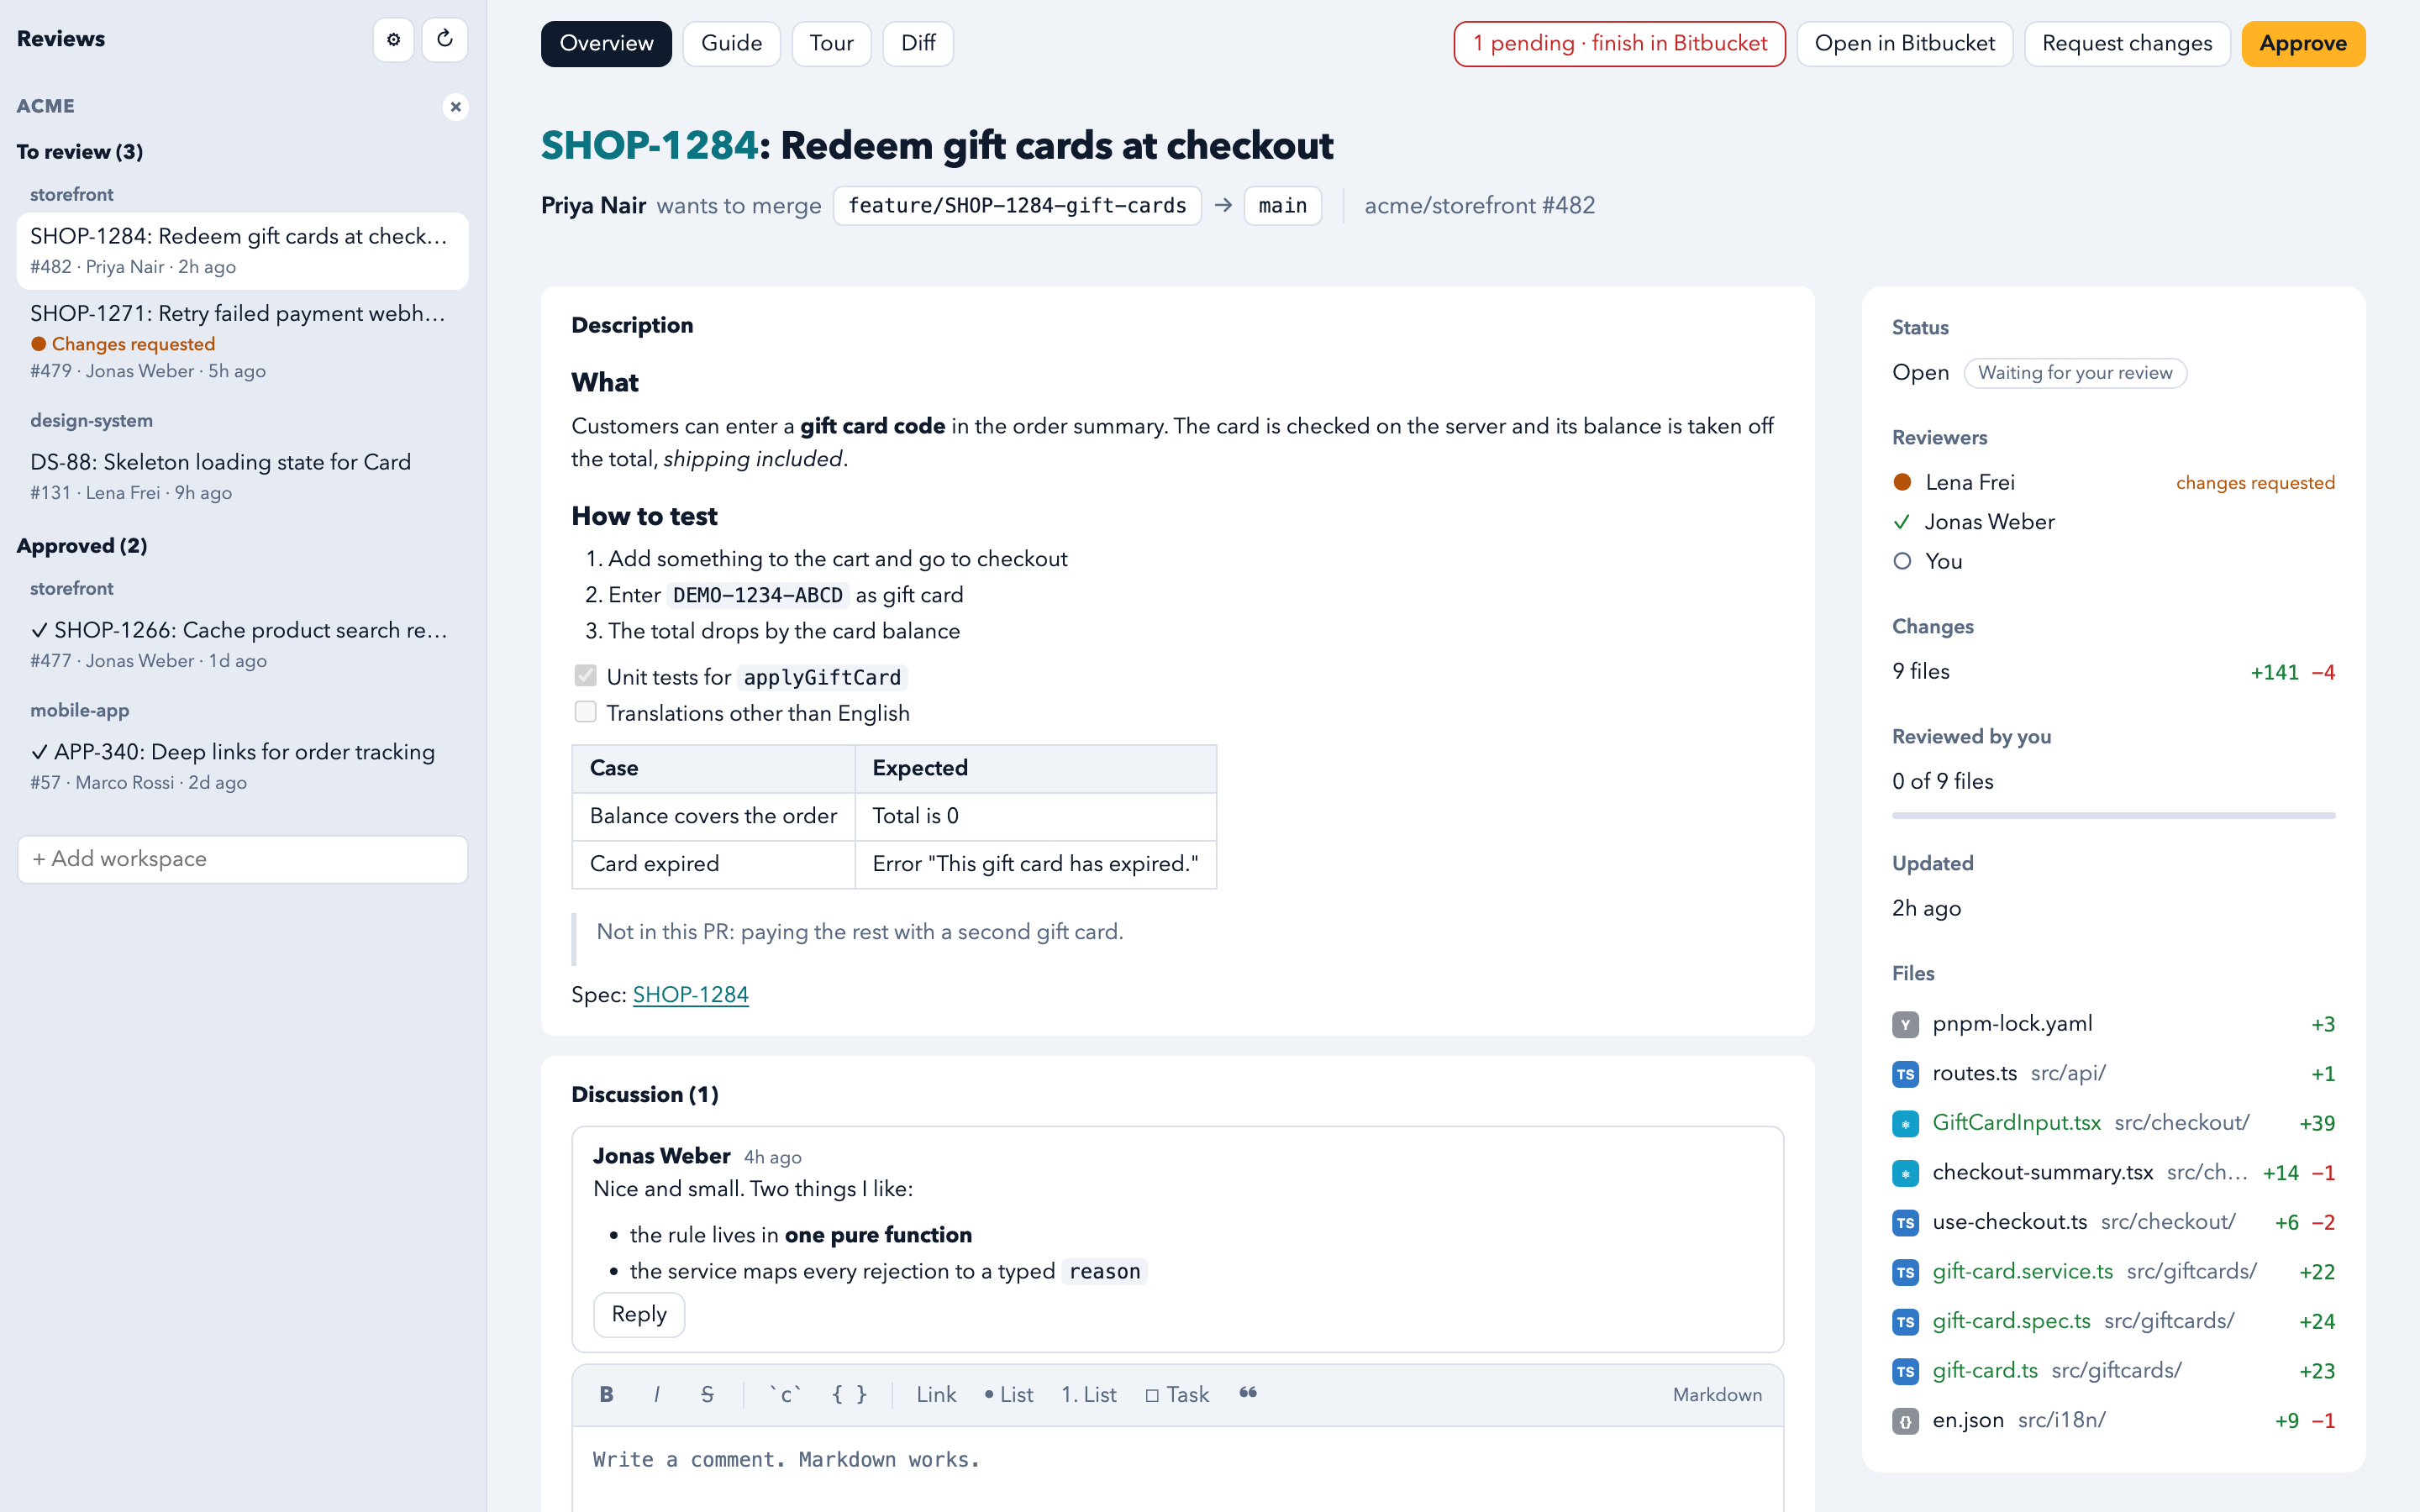 Reviews
ACME
To review (3)
storefront
SHOP-1284: Redeem gift cards at check…
#482 · Priya Nair · 2h ago
SHOP-1271: Retry failed payment webh…
Changes requested
#479 · Jonas Weber · 5h ago
design-system
DS-88: Skeleton loading state for Card
#131 · Lena Frei · 9h ago
Approved (2)
storefront
✓ SHOP-1266: Cache product search re…
#477 · Jonas Weber · 1d ago
mobile-app
✓ APP-340: Deep links for order tracking
#57 · Marco Rossi · 2d ago
+ Add workspace
Overview Guide Tour Diff
1 pending · finish in Bitbucket Open in Bitbucket Request changes Approve
SHOP-1284: Redeem gift cards at checkout
Priya Nair wants to merge feature/SHOP-1284-gift-cards → main acme/storefront #482
Description
What
Customers can enter a gift card code in the order summary. The card is checked on the server and its balance is taken off
the total, shipping included.
How to test
1. Add something to the cart and go to checkout
2. Enter DEMO-1234-ABCD as gift card
3. The total drops by the card balance
Unit tests for applyGiftCard
Translations other than English
Case Expected
Balance covers the order Total is 0
Card expired Error "This gift card has expired."
Not in this PR: paying the rest with a second gift card.
Spec: SHOP-1284
Discussion (1)
Jonas Weber 4h ago
Nice and small. Two things I like:
• the rule lives in one pure function
• the service maps every rejection to a typed reason
Reply
B I S `c` { } Link • List 1. List □ Task ❝ Markdown
Write a comment. Markdown works.
Status
Open Waiting for your review
Reviewers
Lena Frei changes requested
Jonas Weber
You
Changes
9 files +141 −4
Reviewed by you
0 of 9 files
Updated
2h ago
Files
Y pnpm-lock.yaml +3
TS routes.ts src/api/ +1
GiftCardInput.tsx src/checkout/ +39
checkout-summary.tsx src/ch… +14 −1
TS use-checkout.ts src/checkout/ +6 −2
TS gift-card.service.ts src/giftcards/ +22
TS gift-card.spec.ts src/giftcards/ +24
TS gift-card.ts src/giftcards/ +23
{} en.json src/i18n/ +9 −1